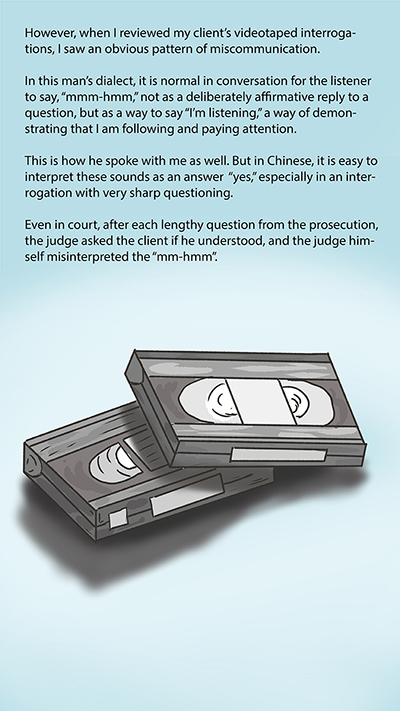 However, when I reviewed my client’s videotaped interroga-
tions, I saw an obvious pattern of miscommunication.
In this man’s dialect, it is normal in conversation for the listener
to say, “mmm-hmm,” not as a deliberately affirmative reply to a
question, but as a way to say “I’m listening,” a way of demon-
strating that I am following and paying attention.
This is how he spoke with me as well. But in Chinese, it is easy to
interpret these sounds as an answer “yes,” especially in an inter-
rogation with very sharp questioning.
Even in court, after each lengthy question from the prosecution,
the judge asked the client if he understood, and the judge him-
self misinterpreted the “mm-hmm”.